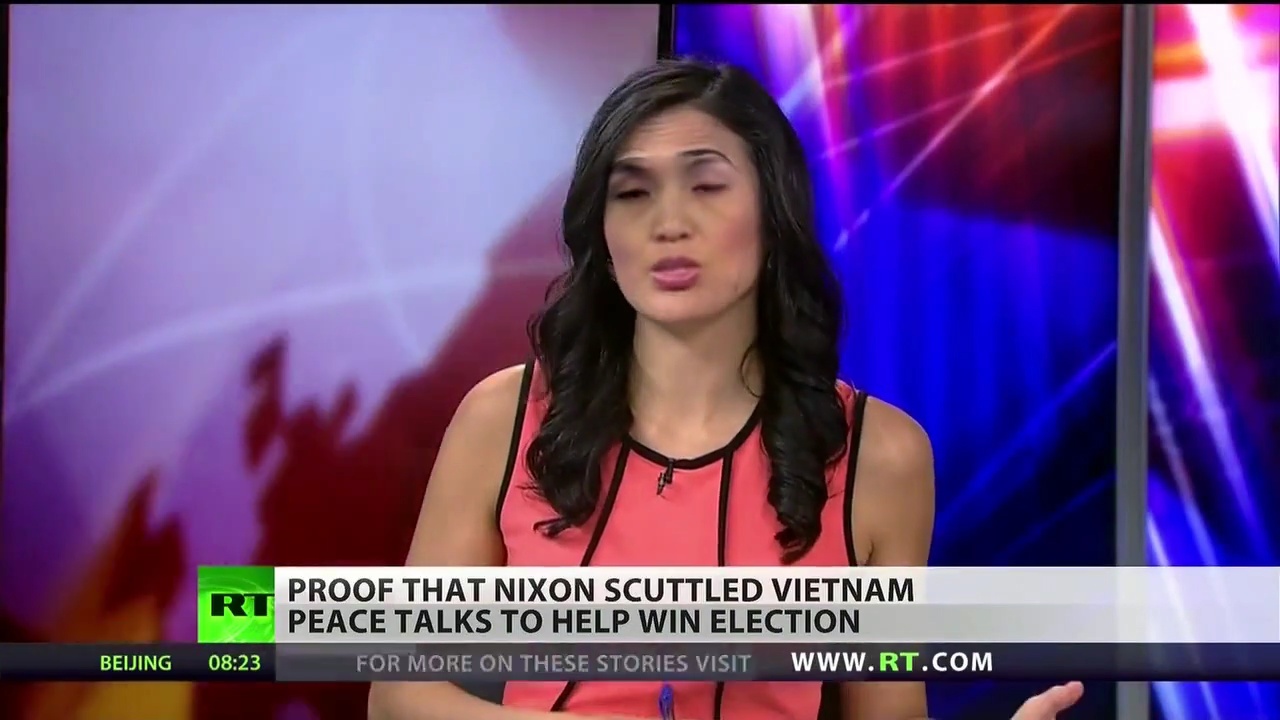 RT
PROOF THAT NIXON SCUTTLED VIETNAM
PEACE TALKS TO HELP WIN ELECTION
BEIJING 08:23 FOR MORE ON THESE STORIES VISIT WWW.RT.COM